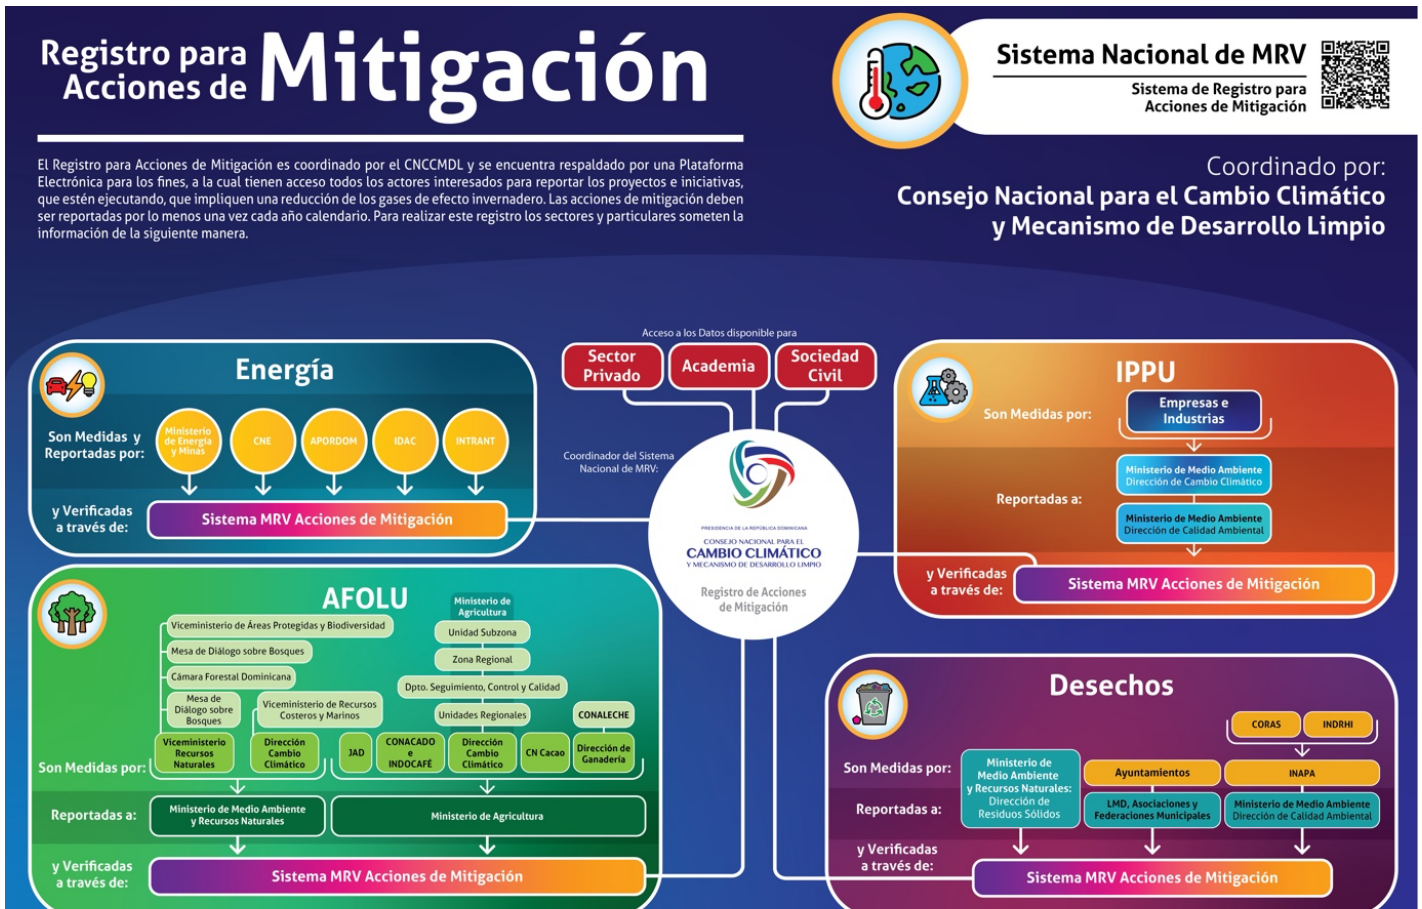 Registro para
Acciones de
Mitigación
El Registro para Acciones de Mitigación es coordinado por el CNCCMDL y se encuentra respaldado por una Plataforma
Electrónica para los fines, a la cual tienen acceso todos los actores interesados para reportar los proyectos e iniciativas,
que estén ejecutando, que impliquen una reducción de los gases de efecto invernadero. Las acciones de mitigación deben
ser reportadas por lo menos una vez cada año calendario. Para realizar este registro los sectores y particulares someten la
información de la siguiente manera.
Sistema Nacional de MRV
Sistema de Registro para
Acciones de Mitigación
Coordinado por:
Consejo Nacional para el Cambio Climático
y Mecanismo de Desarrollo Limpio
Acceso a los Datos disponible para
Sector
Privado
Academia
Sociedad
Civil
Coordinador del Sistema
Nacional de MRV:
PRESIDENCIA DE LA REPÚBLICA DOMINICANA
CONSEJO NACIONAL PARA EL
CAMBIO CLIMÁTICO
Y MECANISMO DE DESARROLLO LIMPIO
Registro de Acciones
de Mitigación
Energía
Son Medidas y
Reportadas por:
Ministerio
de Energía
y Minas
CNE
APORDOM
IDAC
INTRANT
y Verificadas
a través de:
Sistema MRV Acciones de Mitigación
IPPU
Son Medidas por:
Empresas e
Industrias
Reportadas a:
Ministerio de Medio Ambiente
Dirección de Cambio Climático
Ministerio de Medio Ambiente
Dirección de Calidad Ambiental
y Verificadas
a través de:
Sistema MRV Acciones de Mitigación
AFOLU
Viceministerio de Áreas Protegidas y Biodiversidad
Mesa de Diálogo sobre Bosques
Cámara Forestal Dominicana
Mesa de
Diálogo sobre
Bosques
Viceministerio de Recursos
Costeros y Marinos
Ministerio de
Agricultura
Unidad Subzona
Zona Regional
Dpto. Seguimiento, Control y Calidad
Unidades Regionales
CONALECHE
Son Medidas por:
Viceministerio
Recursos
Naturales
Dirección
Cambio
Climático
JAD
CONACADO
e
INDOCAFÉ
Dirección
Cambio
Climático
CN Cacao
Dirección de
Ganadería
Reportadas a:
Ministerio de Medio Ambiente
y Recursos Naturales
Ministerio de Agricultura
y Verificadas
a través de:
Sistema MRV Acciones de Mitigación
Desechos
CORAS
INDRHI
Son Medidas por:
Ministerio de
Medio Ambiente
y Recursos Naturales:
Dirección de
Residuos Sólidos
Ayuntamientos
INAPA
Reportadas a:
LMD, Asociaciones y
Federaciones Municipales
Ministerio de Medio Ambiente
Dirección de Calidad Ambiental
y Verificadas
a través de:
Sistema MRV Acciones de Mitigación